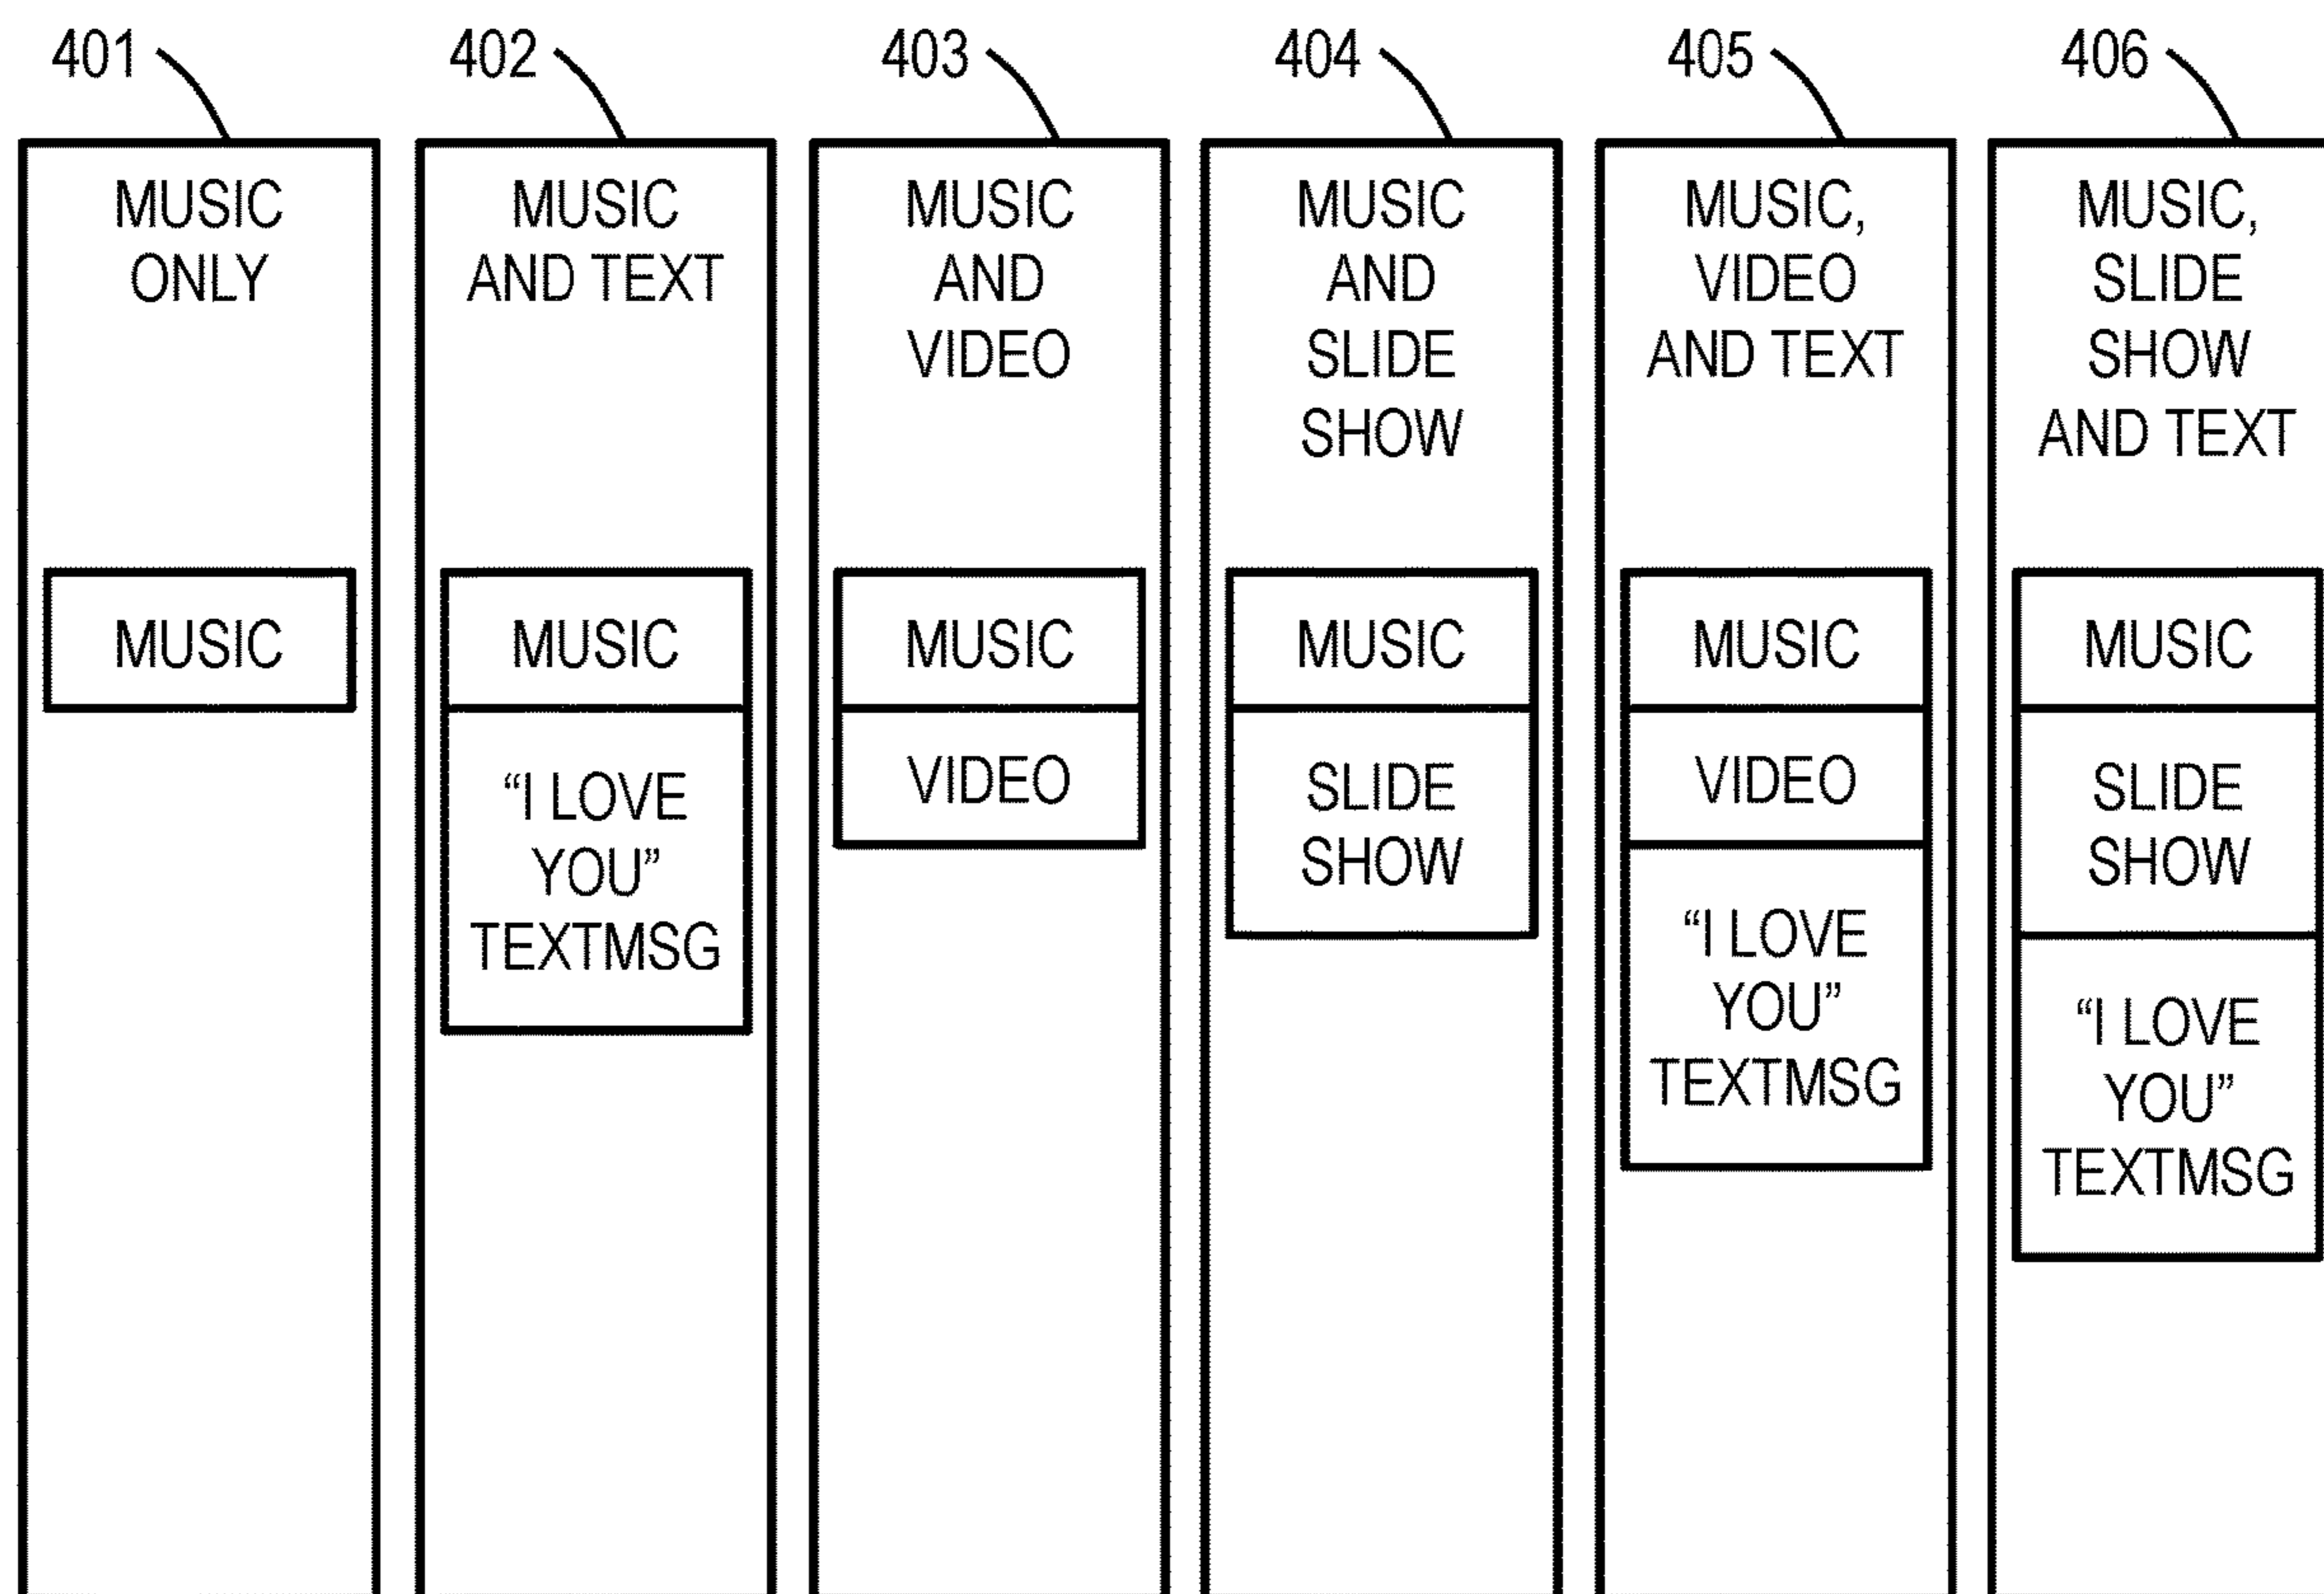 401
402
403
404
405
406
MUSIC
ONLY
MUSIC
MUSIC
AND TEXT
MUSIC
“I LOVE
YOU”
TEXTMSG
MUSIC
AND
VIDEO
MUSIC
VIDEO
MUSIC
AND
SLIDE
SHOW
MUSIC
SLIDE
SHOW
MUSIC,
VIDEO
AND TEXT
MUSIC
VIDEO
“I LOVE
YOU”
TEXTMSG
MUSIC,
SLIDE
SHOW
AND TEXT
MUSIC
SLIDE
SHOW
“I LOVE
YOU”
TEXTMSG